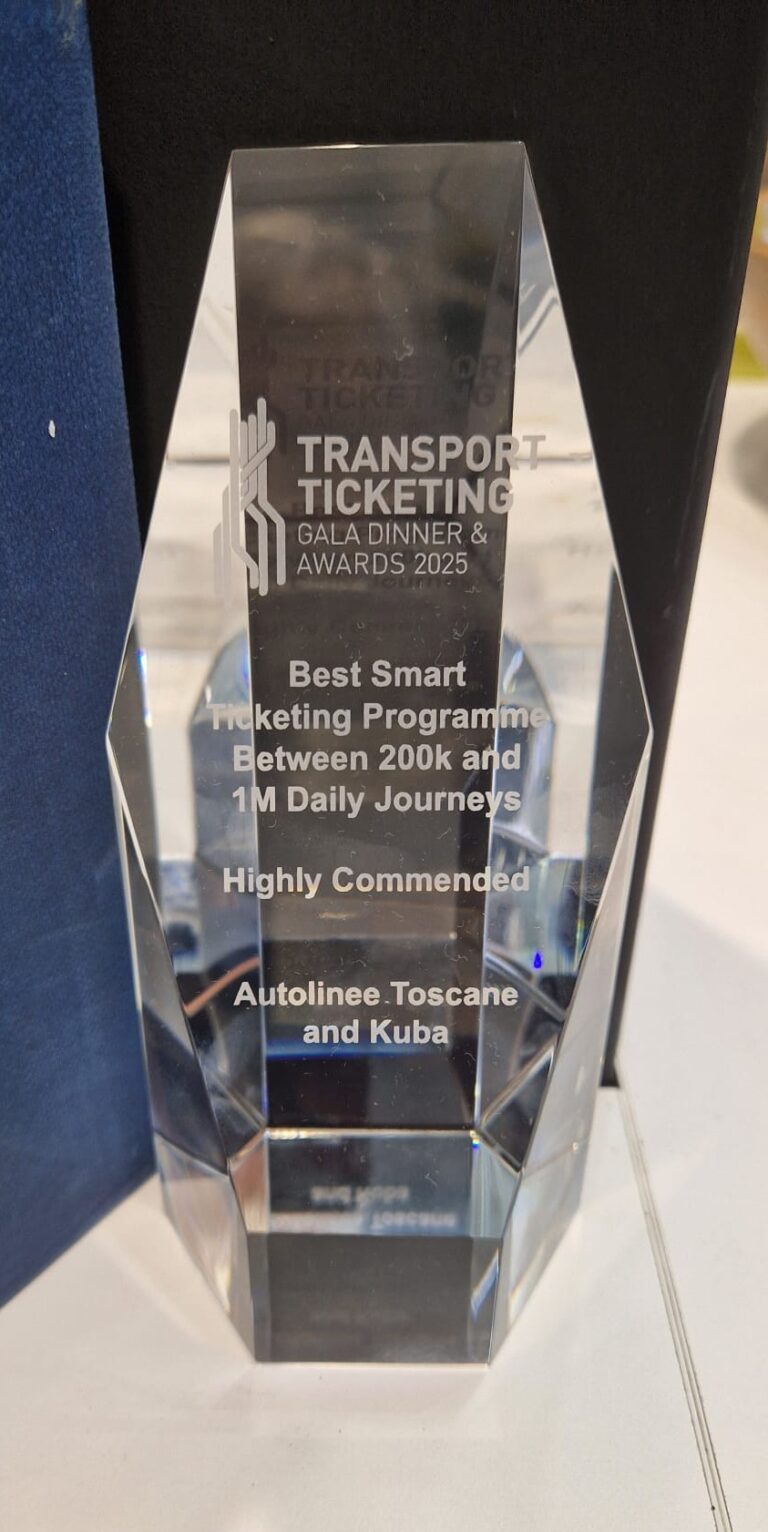 TRANSPORT
TICKETING
GALA DINNER &
AWARDS 2025
Best Smart
Ticketing Programme
Between 200k and
1M Daily Journeys
Highly Commended
Autolinee Toscane
and Kuba